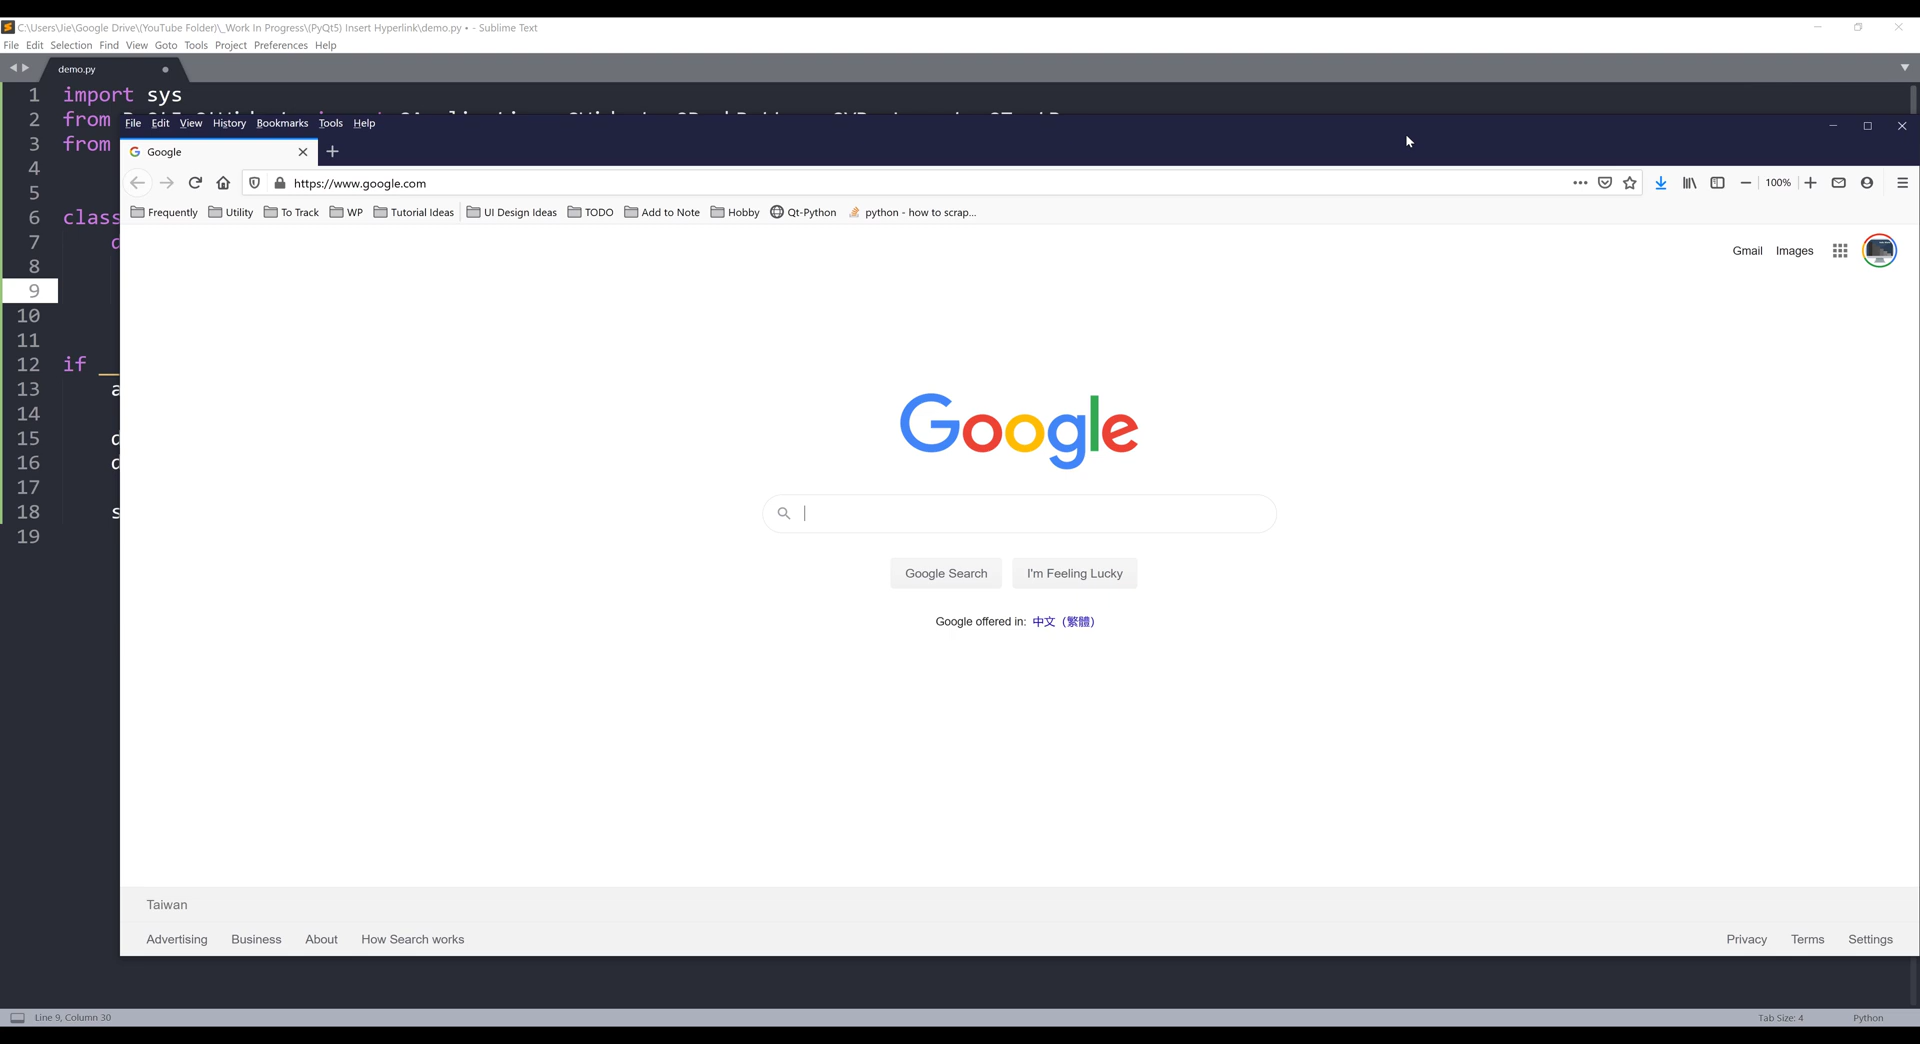 C:\Users\Jie\Google Drive\(YouTube Folder)\_Work In Progress\(PyQt5) Insert Hyperlink\demo.py • - Sublime Text
File Edit Selection Find View Goto Tools Project Preferences Help
demo.py
1 import sys
2 from
3 from
4
5
6 class
7
8
9
10
11
12 if __
13 a
14
15 d
16 d
17
18 s
19
File Edit View History Bookmarks Tools Help
Google
https://www.google.com
100%
Frequently Utility To Track WP Tutorial Ideas UI Design Ideas TODO Add to Note Hobby Qt-Python python - how to scrap...
Gmail Images
Google
Google Search I'm Feeling Lucky
Google offered in: 中文 (繁體)
Taiwan
Advertising Business About How Search works Privacy Terms Settings
Line 9, Column 30 Tab Size: 4 Python